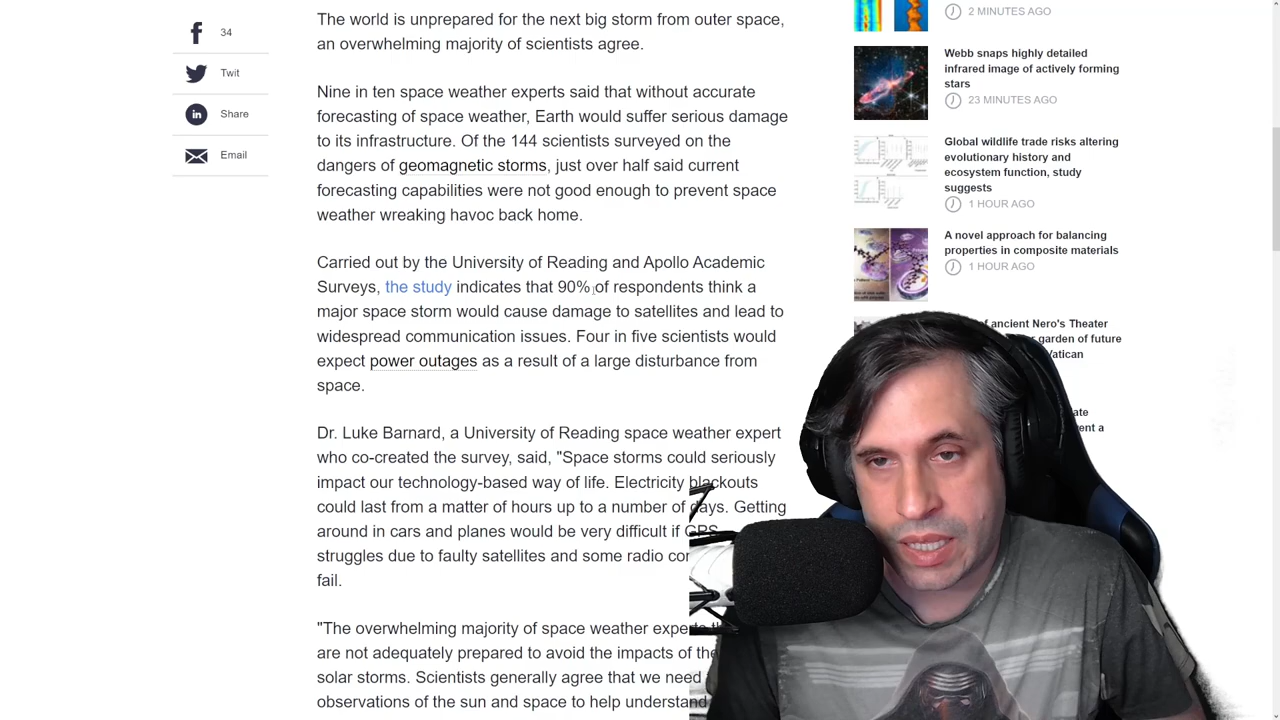 34
Twit
Share
Email
The world is unprepared for the next big storm from outer space,
an overwhelming majority of scientists agree.
Nine in ten space weather experts said that without accurate
forecasting of space weather, Earth would suffer serious damage
to its infrastructure. Of the 144 scientists surveyed on the
dangers of geomagnetic storms, just over half said current
forecasting capabilities were not good enough to prevent space
weather wreaking havoc back home.
Carried out by the University of Reading and Apollo Academic
Surveys, the study indicates that 90% of respondents think a
major space storm would cause damage to satellites and lead to
widespread communication issues. Four in five scientists would
expect power outages as a result of a large disturbance from
space.
Dr. Luke Barnard, a University of Reading space weather expert
who co-created the survey, said, "Space storms could seriously
impact our technology-based way of life. Electricity blackouts
could last from a matter of hours up to a number of days. Getting
around in cars and planes would be very difficult if GPS
struggles due to faulty satellites and some radio
fail.
"The overwhelming majority of space weather experts
are not adequately prepared to avoid the impacts of
solar storms. Scientists generally agree that we need
observations of the sun and space to help understand
2 MINUTES AGO
Webb snaps highly detailed
infrared image of actively forming
stars
23 MINUTES AGO
Global wildlife trade risks altering
evolutionary history and
ecosystem function, study
suggests
1 HOUR AGO
A novel approach for balancing
properties in composite materials
1 HOUR AGO
of ancient Nero's Theater
garden of future
Vatican